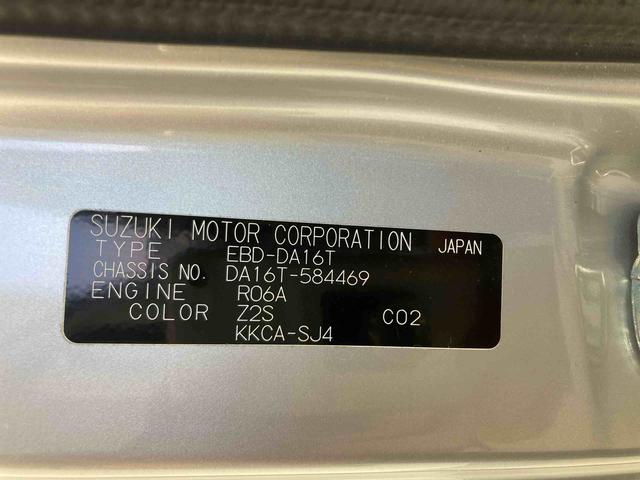 SUZUKI MOTOR CORPORATION JAPAN
TYPE EBD-DA16T
CHASSIS NO. DA16T-584469
ENGINE R06A
COLOR Z2S C02
KKCA-SJ4